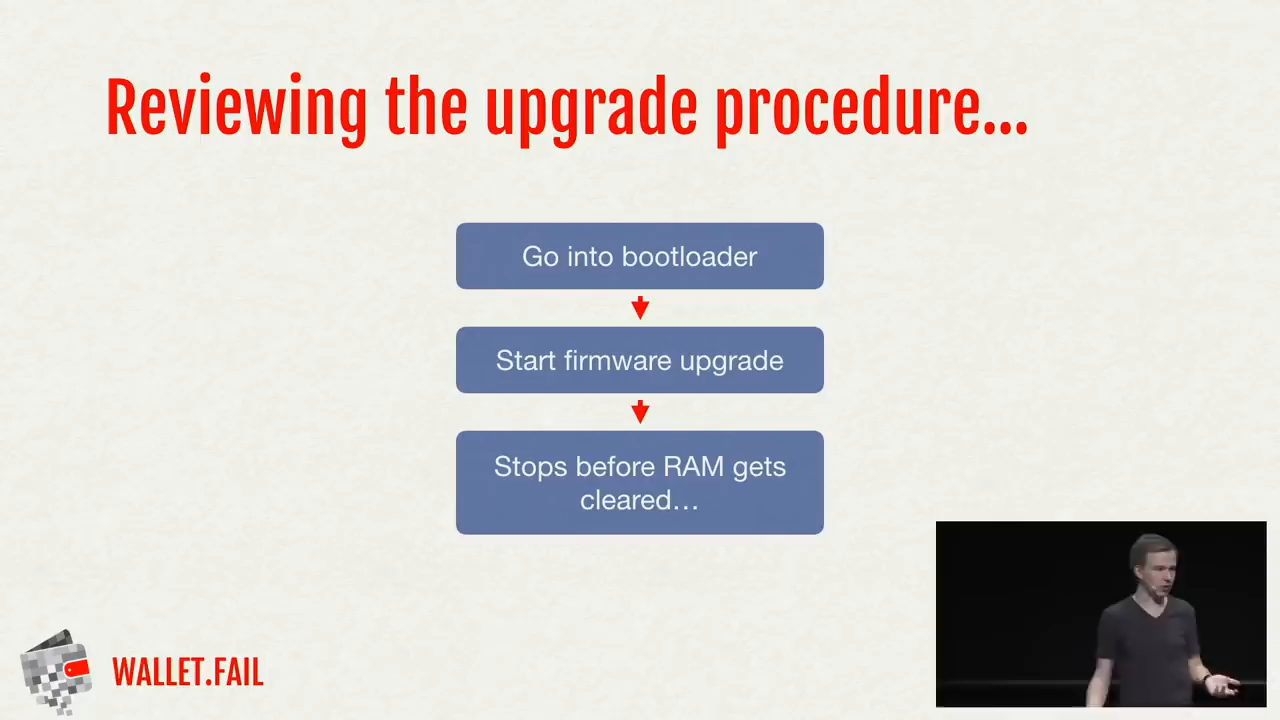 Reviewing the upgrade procedure...
Go into bootloader
Start firmware upgrade
Stops before RAM gets
cleared…
WALLET.FAIL